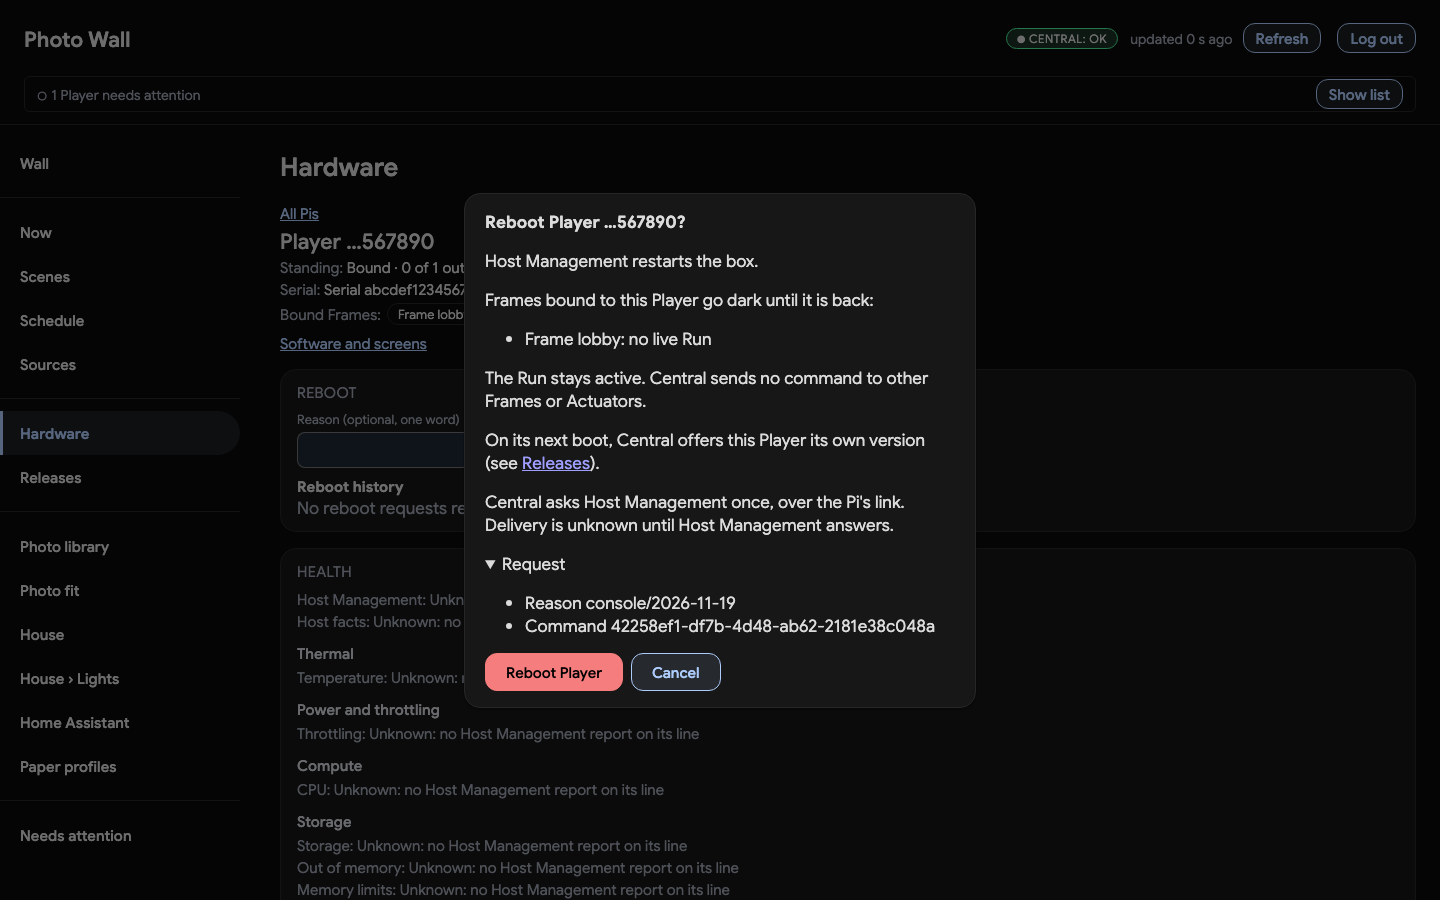 Photo Wall
CENTRAL: OK
updated 0 s ago
Refresh
Log out
1 Player needs attention
Show list
Wall
Now
Scenes
Schedule
Sources
Hardware
Releases
Photo library
Photo fit
House
House › Lights
Home Assistant
Paper profiles
Needs attention
Hardware
All Pis
Player …567890
Standing: Bound · 0 of 1 out
Serial: Serial abcdef1234567
Bound Frames: Frame lobby
Software and screens
REBOOT
Reason (optional, one word)
Reboot history
No reboot requests re
HEALTH
Host Management: Unkn
Host facts: Unknown: no
Thermal
Temperature: Unknown:
Power and throttling
Throttling: Unknown: no Host Management report on its line
Compute
CPU: Unknown: no Host Management report on its line
Storage
Storage: Unknown: no Host Management report on its line
Out of memory: Unknown: no Host Management report on its line
Memory limits: Unknown: no Host Management report on its line
Reboot Player …567890?
Host Management restarts the box.
Frames bound to this Player go dark until it is back:
• Frame lobby: no live Run
The Run stays active. Central sends no command to other
Frames or Actuators.
On its next boot, Central offers this Player its own version
(see Releases).
Central asks Host Management once, over the Pi's link.
Delivery is unknown until Host Management answers.
▼ Request
• Reason console/2026-11-19
• Command 42258ef1-df7b-4d48-ab62-2181e38c048a
Reboot Player
Cancel